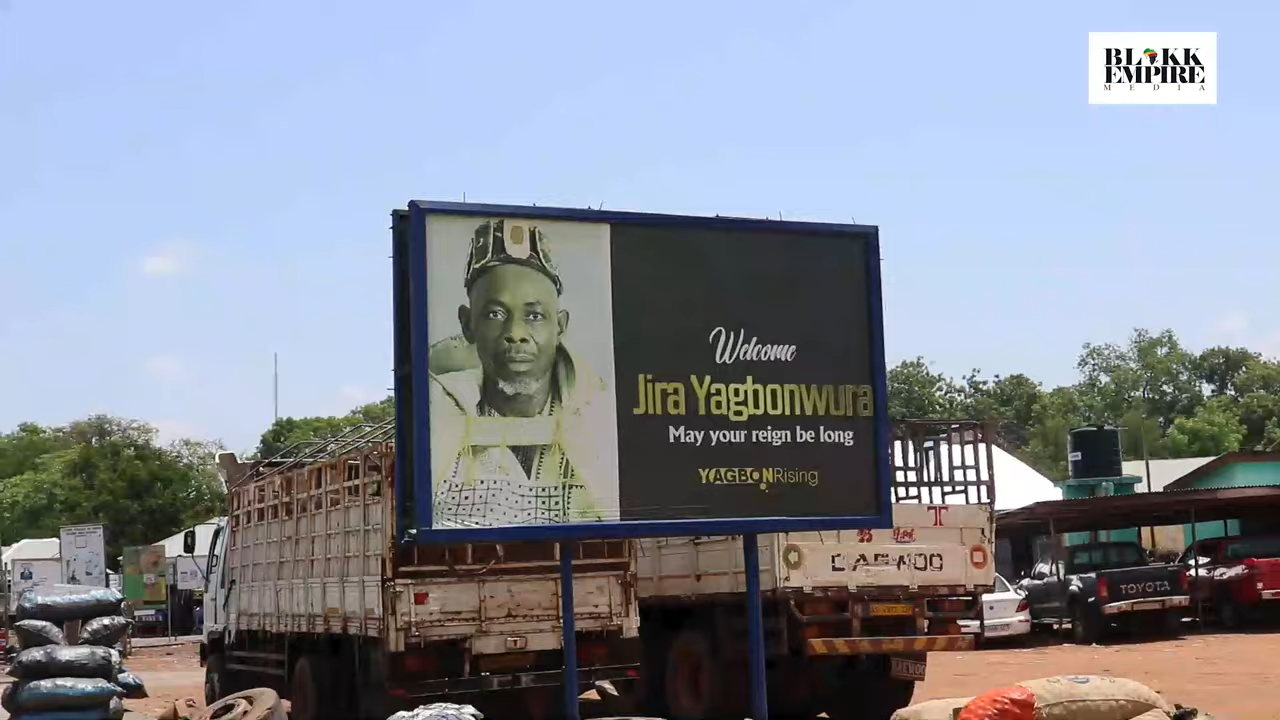 BLAKK
EMPIRE
MEDIA
Welcome
Jira Yagbonwura
May your reign be long
YAGBONRising
T
DAEWOO
TOYOTA